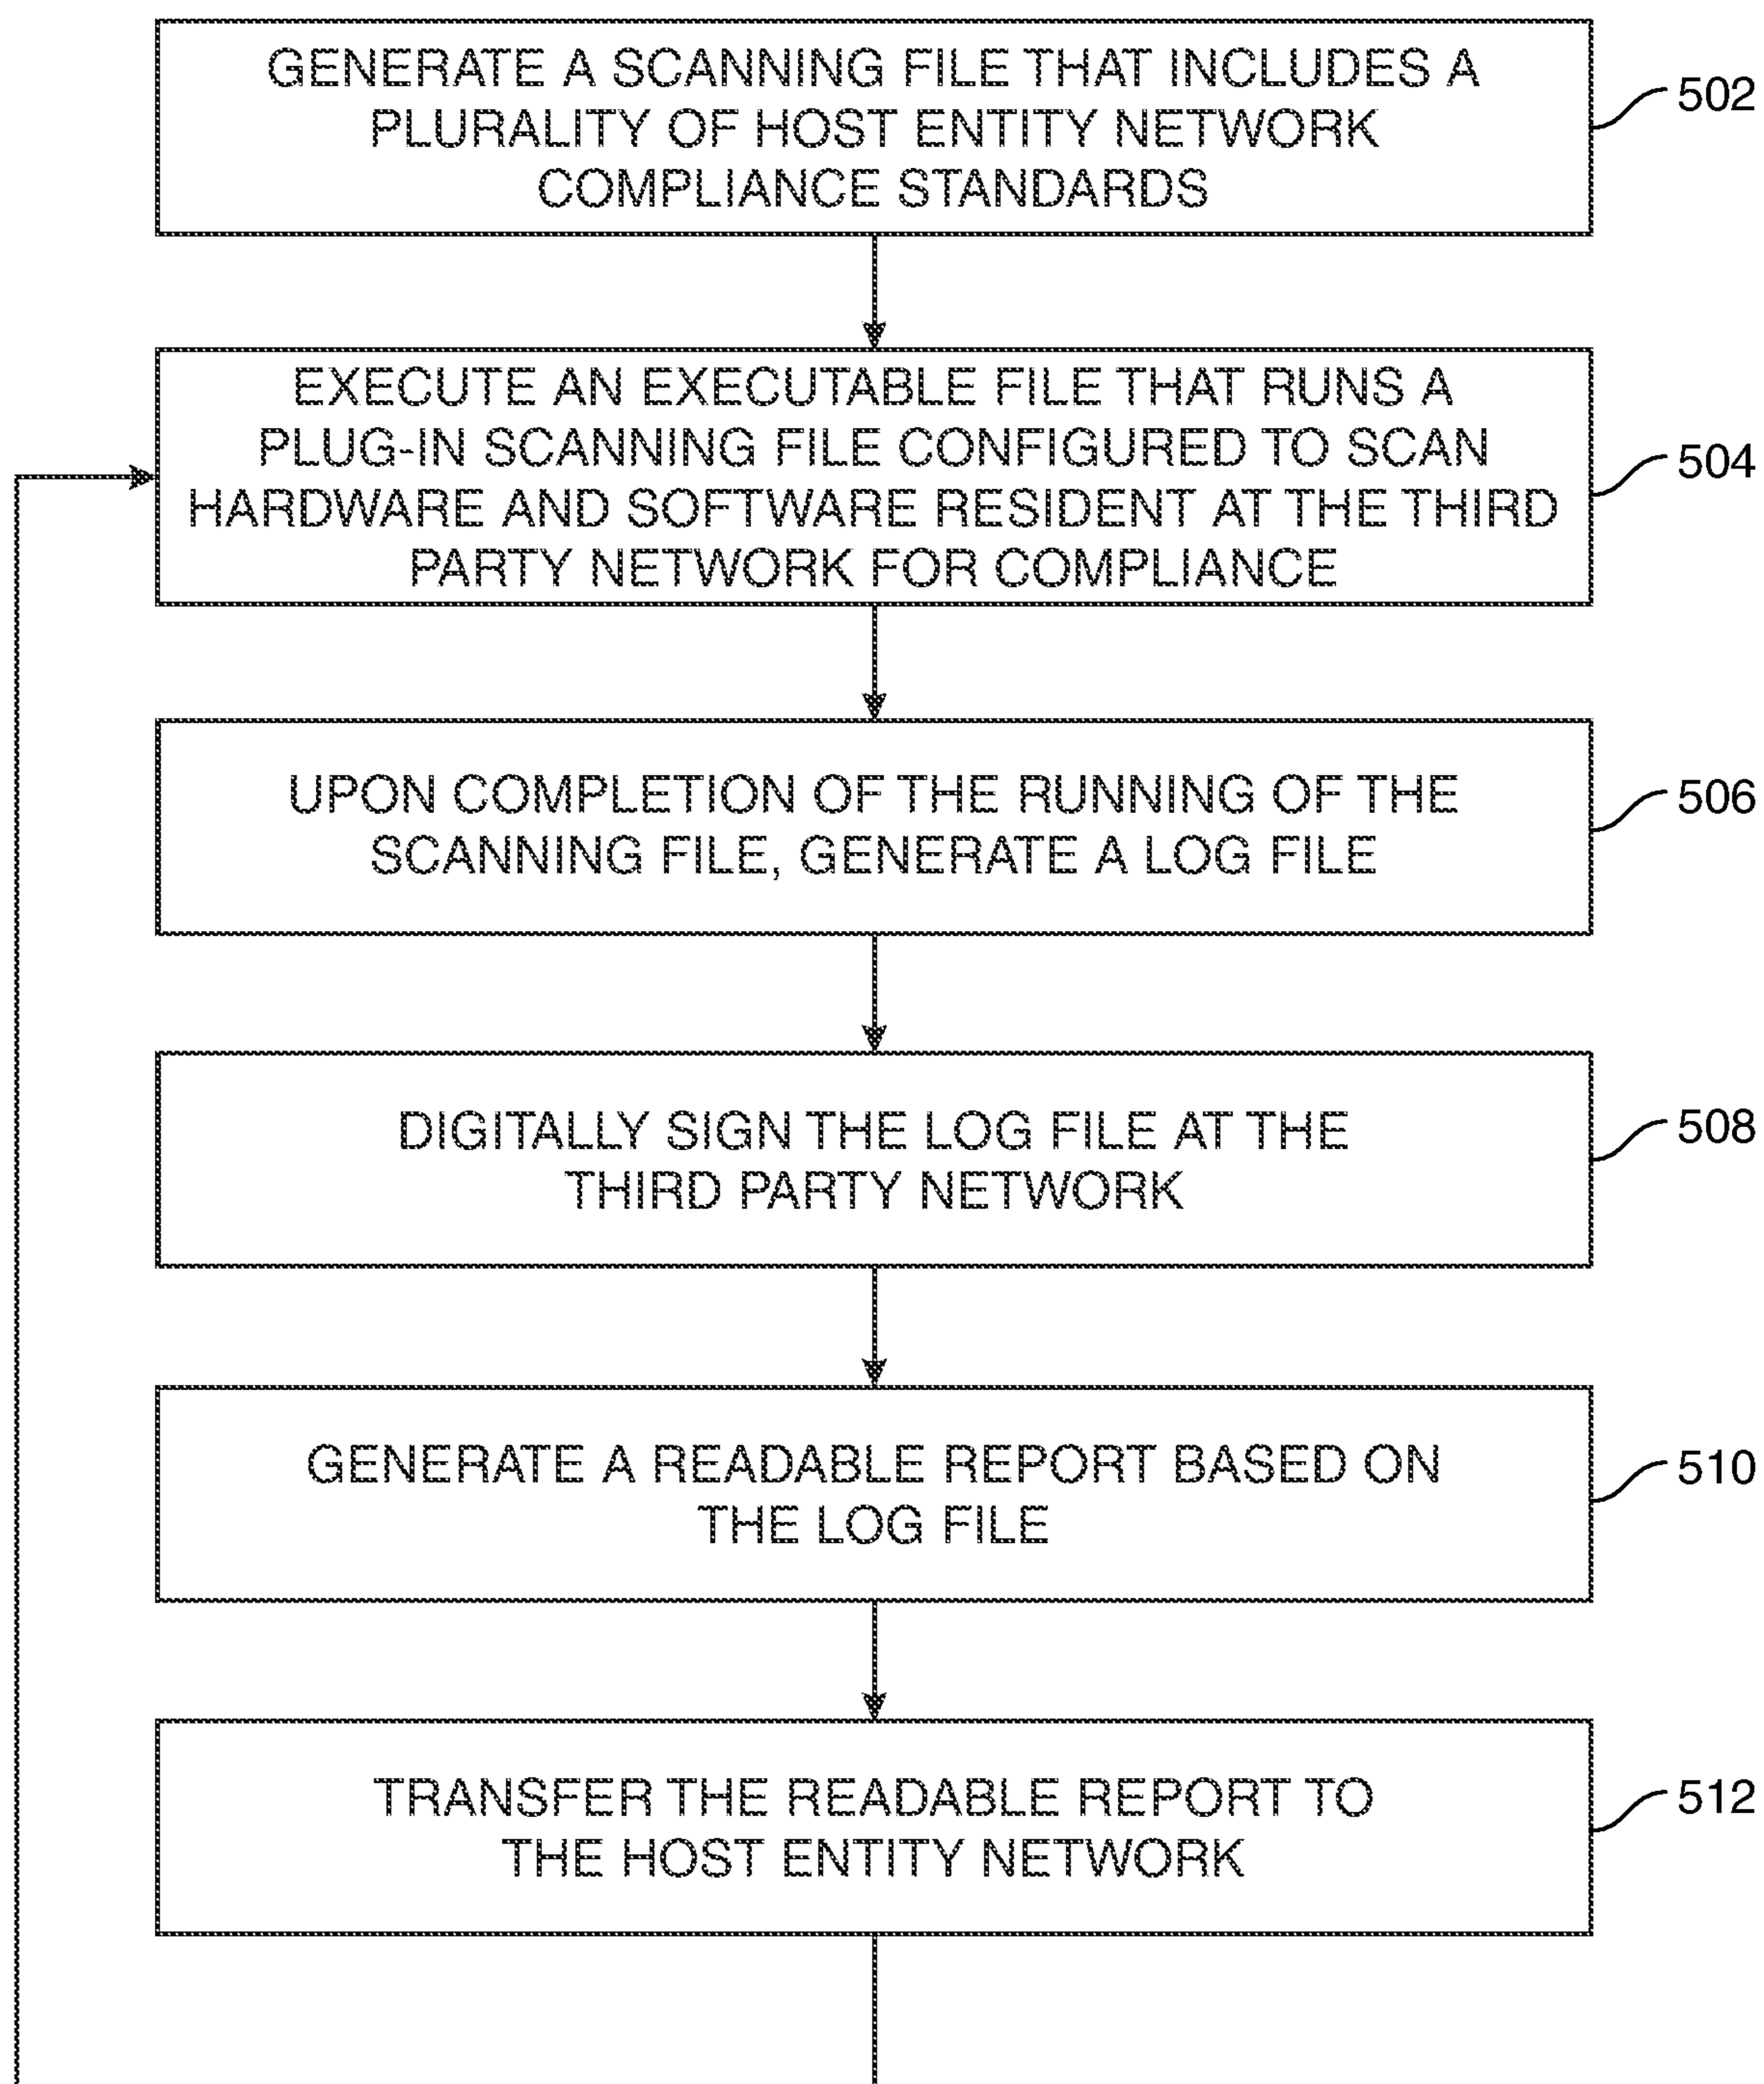 GENERATE A SCANNING FILE THAT INCLUDES A
PLURALITY OF HOST ENTITY NETWORK
COMPLIANCE STANDARDS
502
EXECUTE AN EXECUTABLE FILE THAT RUNS A
PLUG-IN SCANNING FILE CONFIGURED TO SCAN
HARDWARE AND SOFTWARE RESIDENT AT THE THIRD
PARTY NETWORK FOR COMPLIANCE
504
UPON COMPLETION OF THE RUNNING OF THE
SCANNING FILE, GENERATE A LOG FILE
506
DIGITALLY SIGN THE LOG FILE AT THE
THIRD PARTY NETWORK
508
GENERATE A READABLE REPORT BASED ON
THE LOG FILE
510
TRANSFER THE READABLE REPORT TO
THE HOST ENTITY NETWORK
512